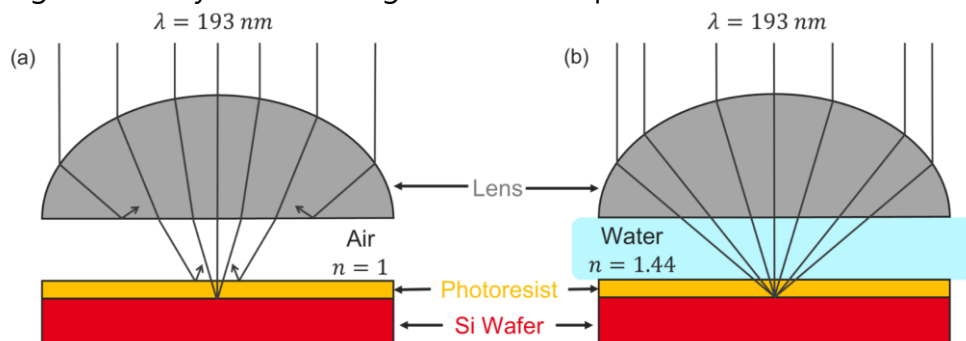 λ = 193 nm
λ = 193 nm
(a)
(b)
Lens
Air
n = 1
Water
n = 1.44
Photoresist
Si Wafer